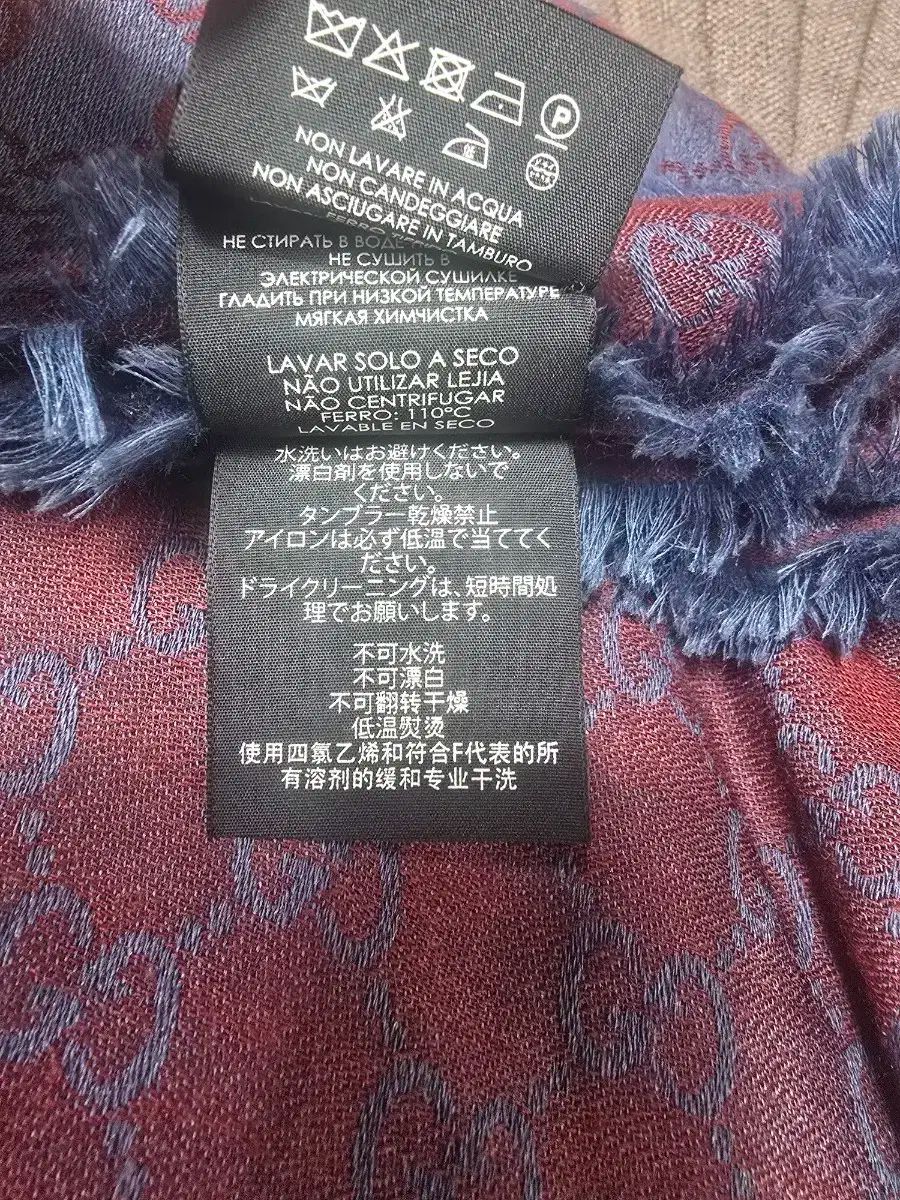 P
NON LAVARE IN ACQUA
NON CANDEGGIARE
NON ASCIUGARE IN TAMBURO
НЕ СТИРАТЬ В ВОДЕ
НЕ СУШИТЬ В
ЭЛЕКТРИЧЕСКОЙ СУШИЛКЕ
ГЛАДИТЬ ПРИ НИЗКОЙ ТЕМПЕРАТУРЕ
МЯГКАЯ ХИМЧИСТКА
LAVAR SOLO A SECO
NÃO UTILIZAR LEJIA
NÃO CENTRIFUGAR
FERRO: 110°C
LAVABLE EN SECO
水洗いはお避けください。
漂白剤を使用しないで
ください。
タンブラー乾燥禁止
アイロンは必ず低温で当ててく
ださい。
ドライクリーニングは、短時間処
理でお願いします。
不可水洗
不可漂白
不可翻转干燥
低温熨烫
使用四氯乙烯和符合F代表的所
有溶剂的缓和专业干洗